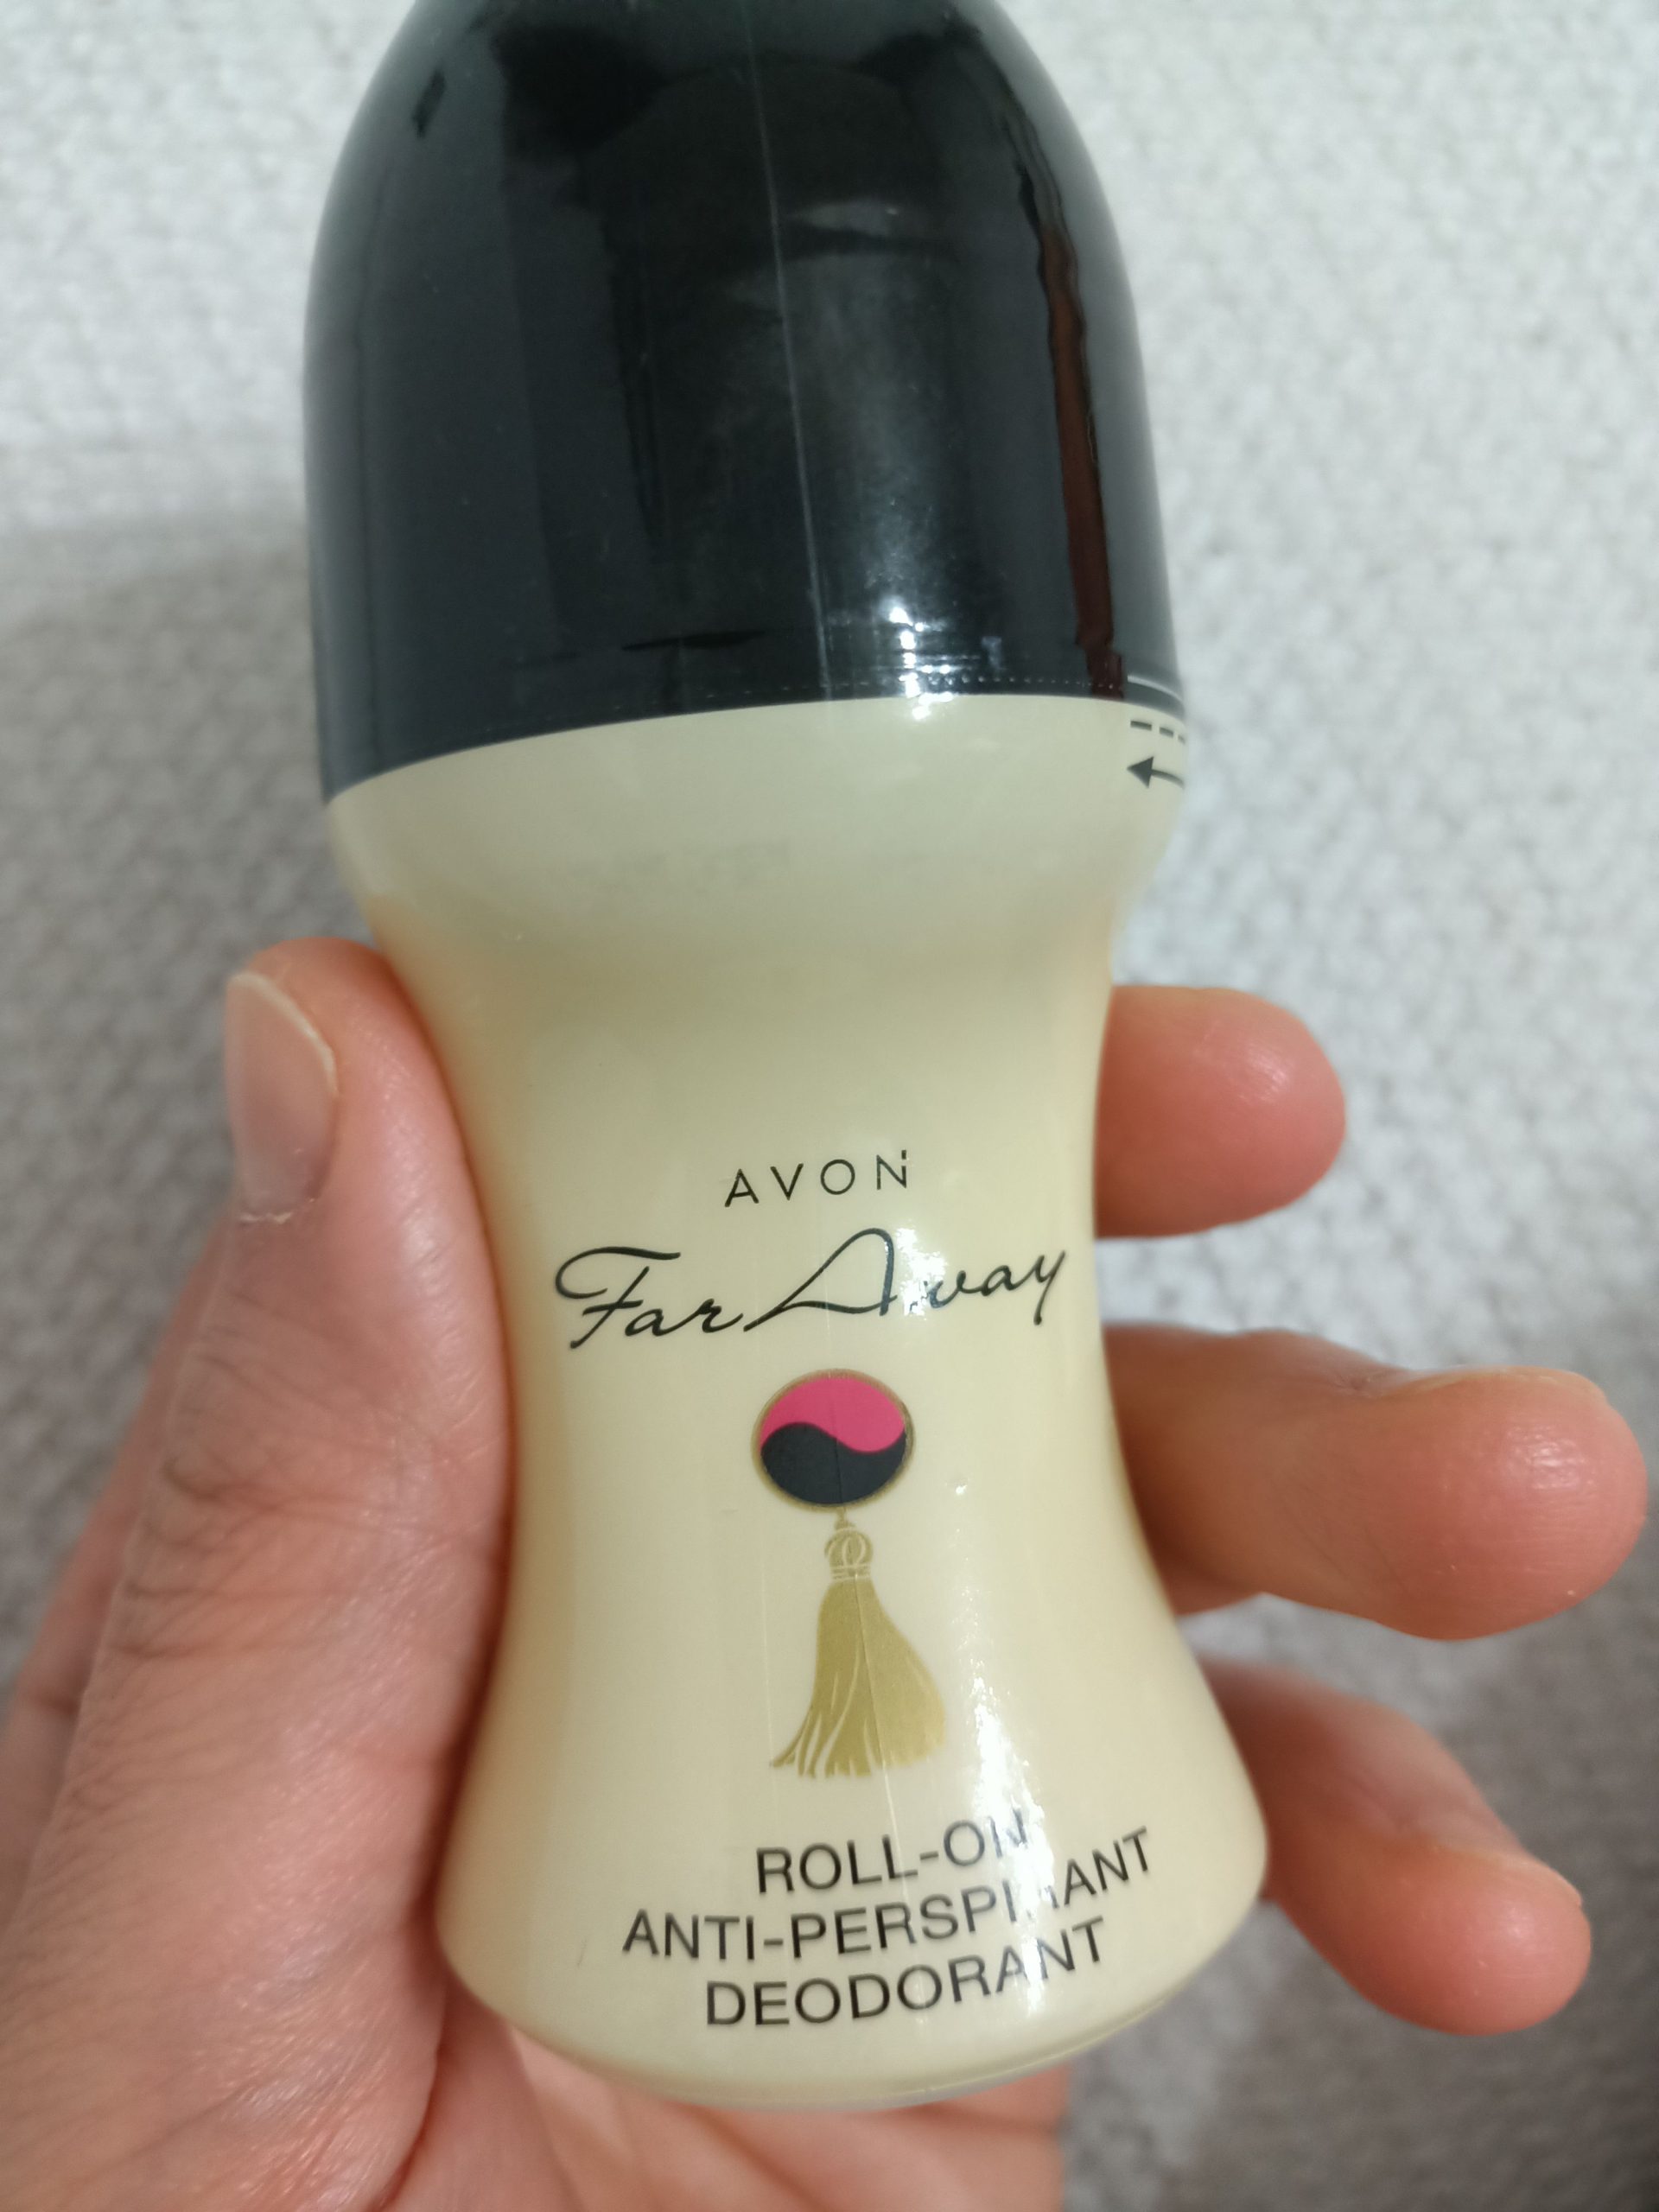 AVON
Far Away
ROLL-ON
ANTI-PERSPIRANT
DEODORANT